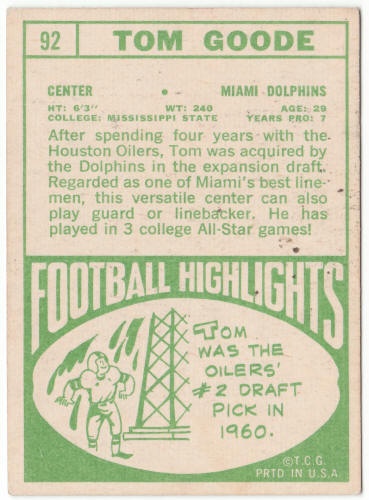 92 TOM GOODE
CENTER • MIAMI DOLPHINS
HT: 6'3" WT: 240 AGE: 29
COLLEGE: MISSISSIPPI STATE YEARS PRO: 7
After spending four years with the
Houston Oilers, Tom was acquired by
the Dolphins in the expansion draft.
Regarded as one of Miami's best line-
men, this versatile center can also
play guard or linebacker. He has
played in 3 college All-Star games!
FOOTBALL HIGHLIGHTS
TOM
WAS THE
OILERS'
#2 DRAFT
PICK IN
1960.
©T.C.G.
PRTD IN U.S.A.